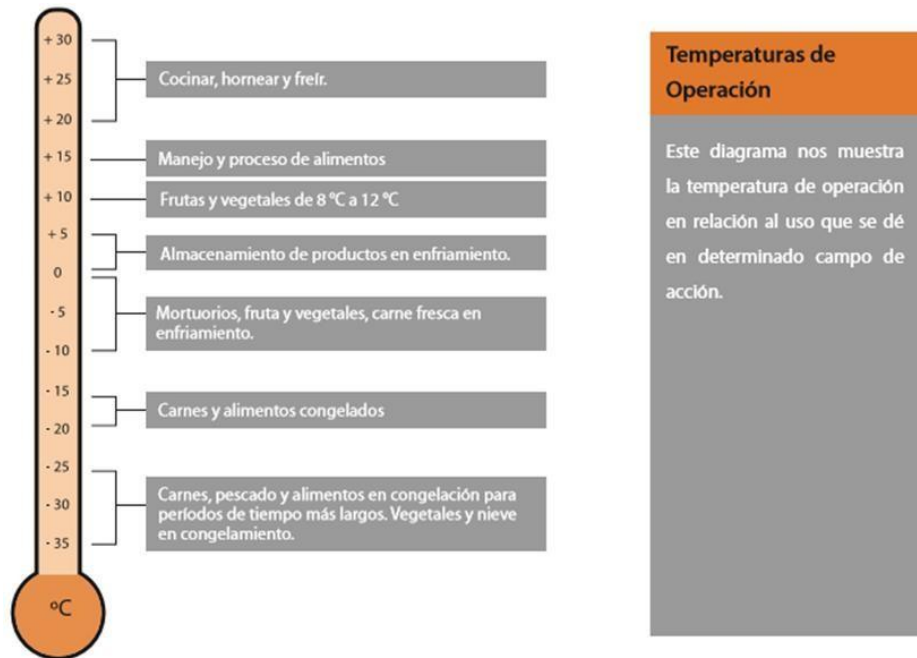 + 30
+ 25
+ 20
+ 15
+ 10
+ 5
0
- 5
- 10
- 15
- 20
- 25
- 30
- 35
ºC
Cocinar, hornear y freír.
Manejo y proceso de alimentos
Frutas y vegetales de 8 ºC a 12 ºC
Almacenamiento de productos en enfriamiento.
Mortuorios, fruta y vegetales, carne fresca en
enfriamiento.
Carnes y alimentos congelados
Carnes, pescado y alimentos en congelación para
períodos de tiempo más largos. Vegetales y nieve
en congelamiento.
Temperaturas de
Operación
Este diagrama nos muestra
la temperatura de operación
en relación al uso que se dé
en determinado campo de
acción.